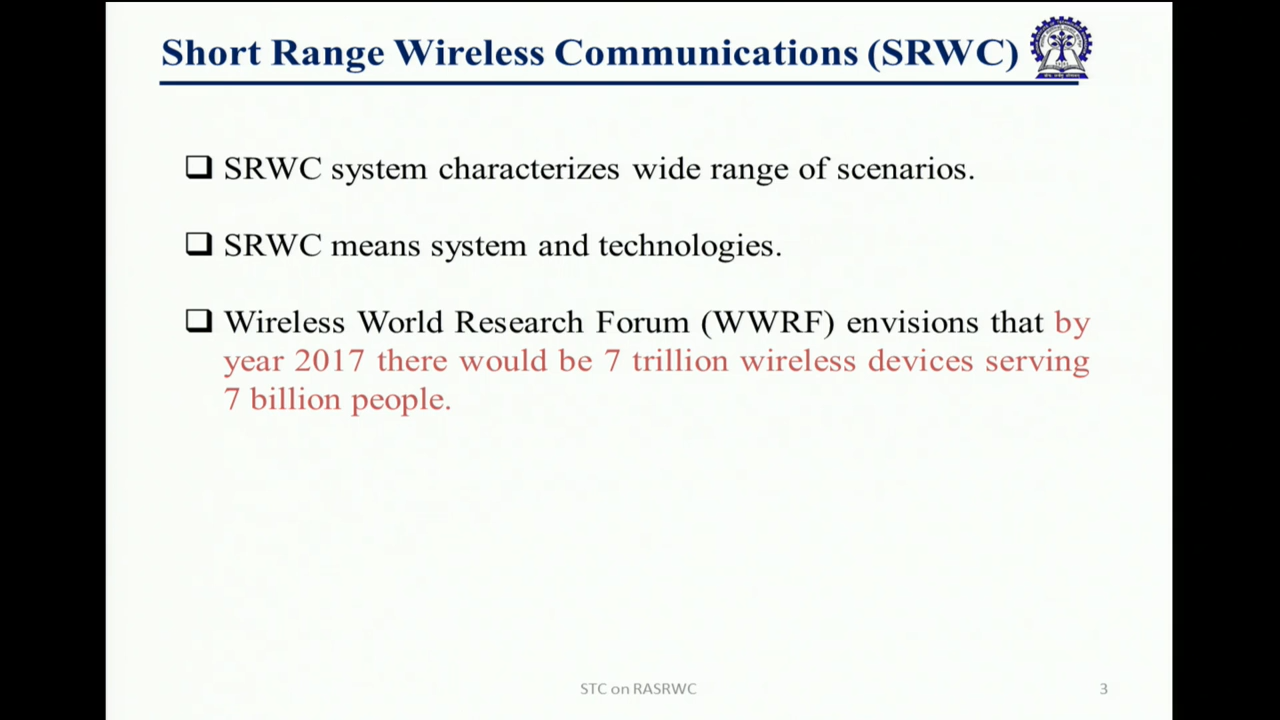 Short Range Wireless Communications (SRWC)
❑ SRWC system characterizes wide range of scenarios.
❑ SRWC means system and technologies.
❑ Wireless World Research Forum (WWRF) envisions that by
year 2017 there would be 7 trillion wireless devices serving
7 billion people.
STC on RASRWC
3